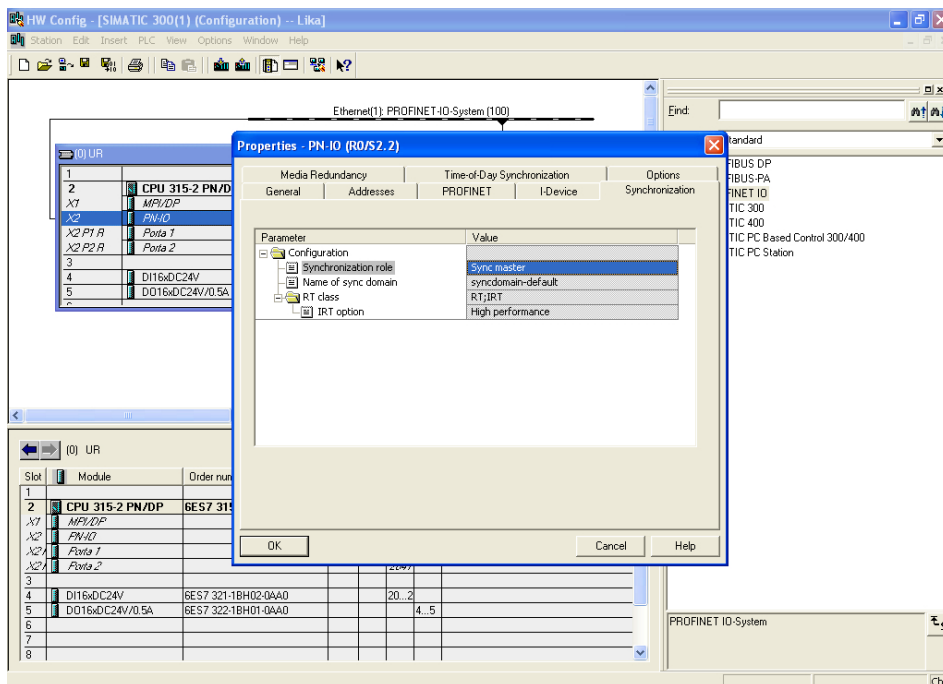 HW Config - [SIMATIC 300(1) (Configuration) -- Lika]
Station Edit Insert PLC View Options Window Help
Ethernet(1): PROFINET-IO-System (100)
Find:
(0) UR
1
2 CPU 315-2 PN/D
X1 MPI/DP
X2 PN-IO
X2 P1 R Porta 1
X2 P2 R Porta 2
3
4 DI16xDC24V
5 DO16xDC24V/0.5A
Properties - PN-IO (R0/S2.2)
Media Redundancy Time-of-Day Synchronization Options
General Addresses PROFINET I-Device Synchronization
Parameter Value
Configuration
Synchronization role Sync master
Name of sync domain syncdomain-default
RT class RT;IRT
IRT option High performance
OK Cancel Help
tandard
FIBUS DP
FIBUS-PA
FINET IO
TIC 300
TIC 400
TIC PC Based Control 300/400
TIC PC Station
(0) UR
Slot Module Order num
1
2 CPU 315-2 PN/DP 6ES7 315
X1 MPI/DP
X2 PN-IO
X2 Porta 1
X2 Porta 2 2041
3
4 DI16xDC24V 6ES7 321-1BH02-0AA0 20...2
5 DO16xDC24V/0.5A 6ES7 322-1BH01-0AA0 4...5
6
7
8
PROFINET IO-System
Ch